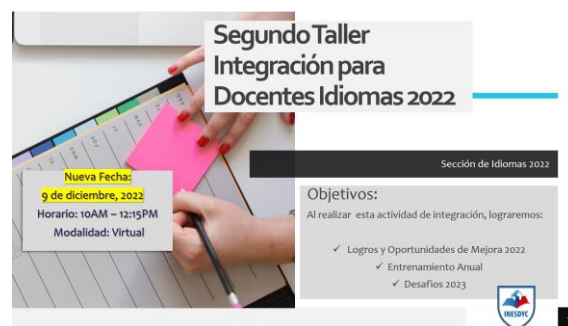 Segundo Taller
Integración para
Docentes Idiomas 2022
Sección de Idiomas 2022
Nueva Fecha:
9 de diciembre, 2022
Horario: 10AM – 12:15PM
Modalidad: Virtual
Objetivos:
Al realizar esta actividad de integración, lograremos:
✓ Logros y Oportunidades de Mejora 2022
✓ Entrenamiento Anual
✓ Desafios 2023
INESDYC